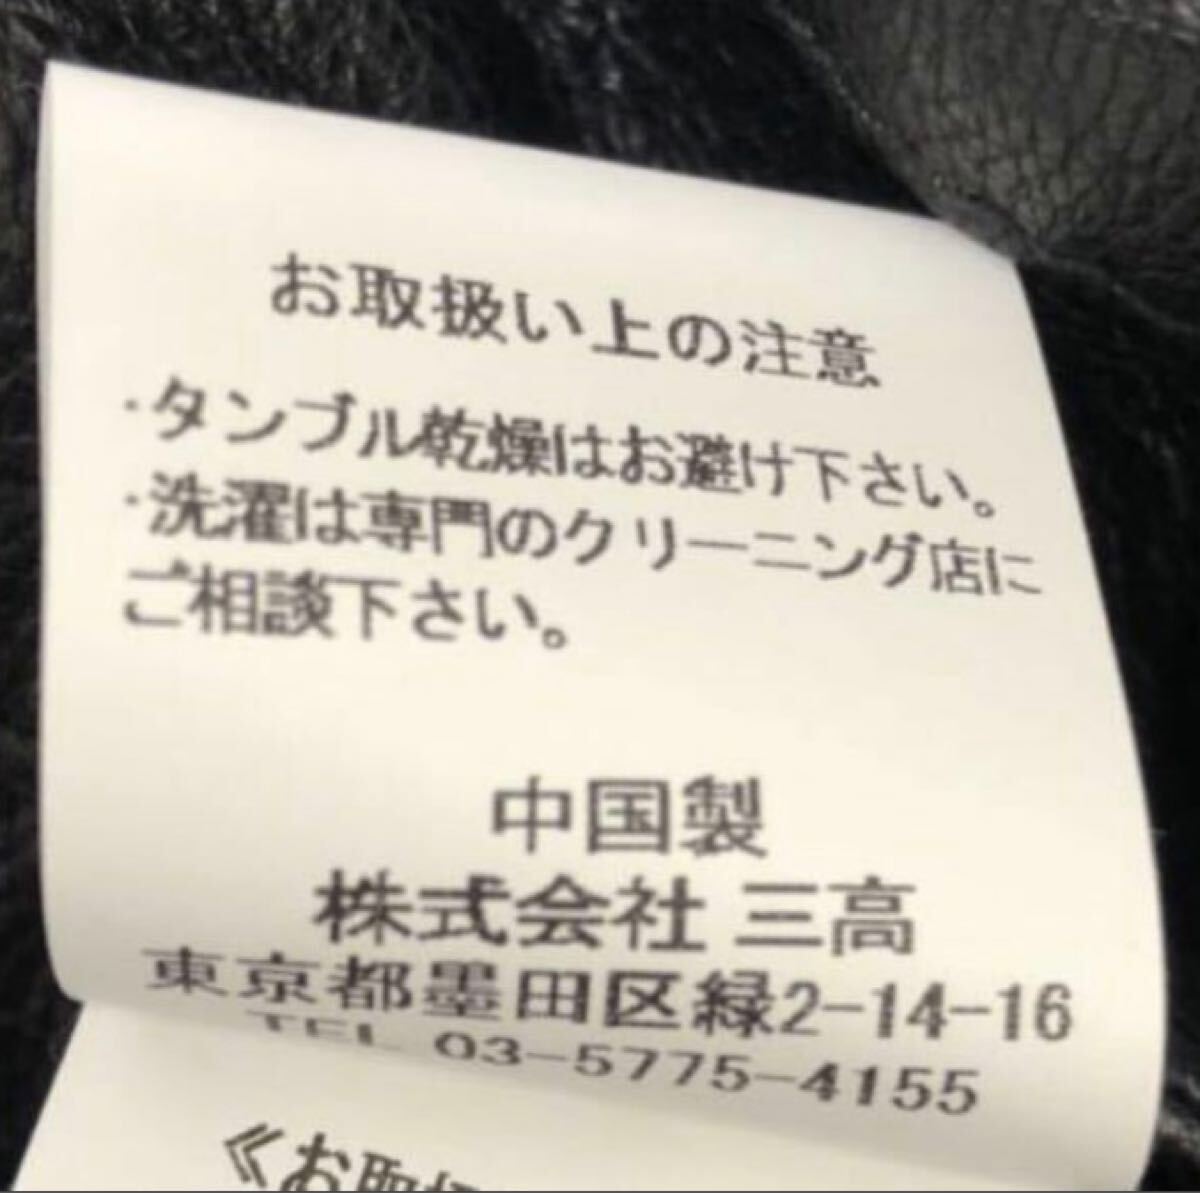 お取扱い上の注意
・タンブル乾燥はお避け下さい。
・洗濯は専門のクリーニング店に
ご相談下さい。
中国製
株式会社 三高
東京都墨田区緑2-14-16
TEL 03-5775-4155
《お取扱